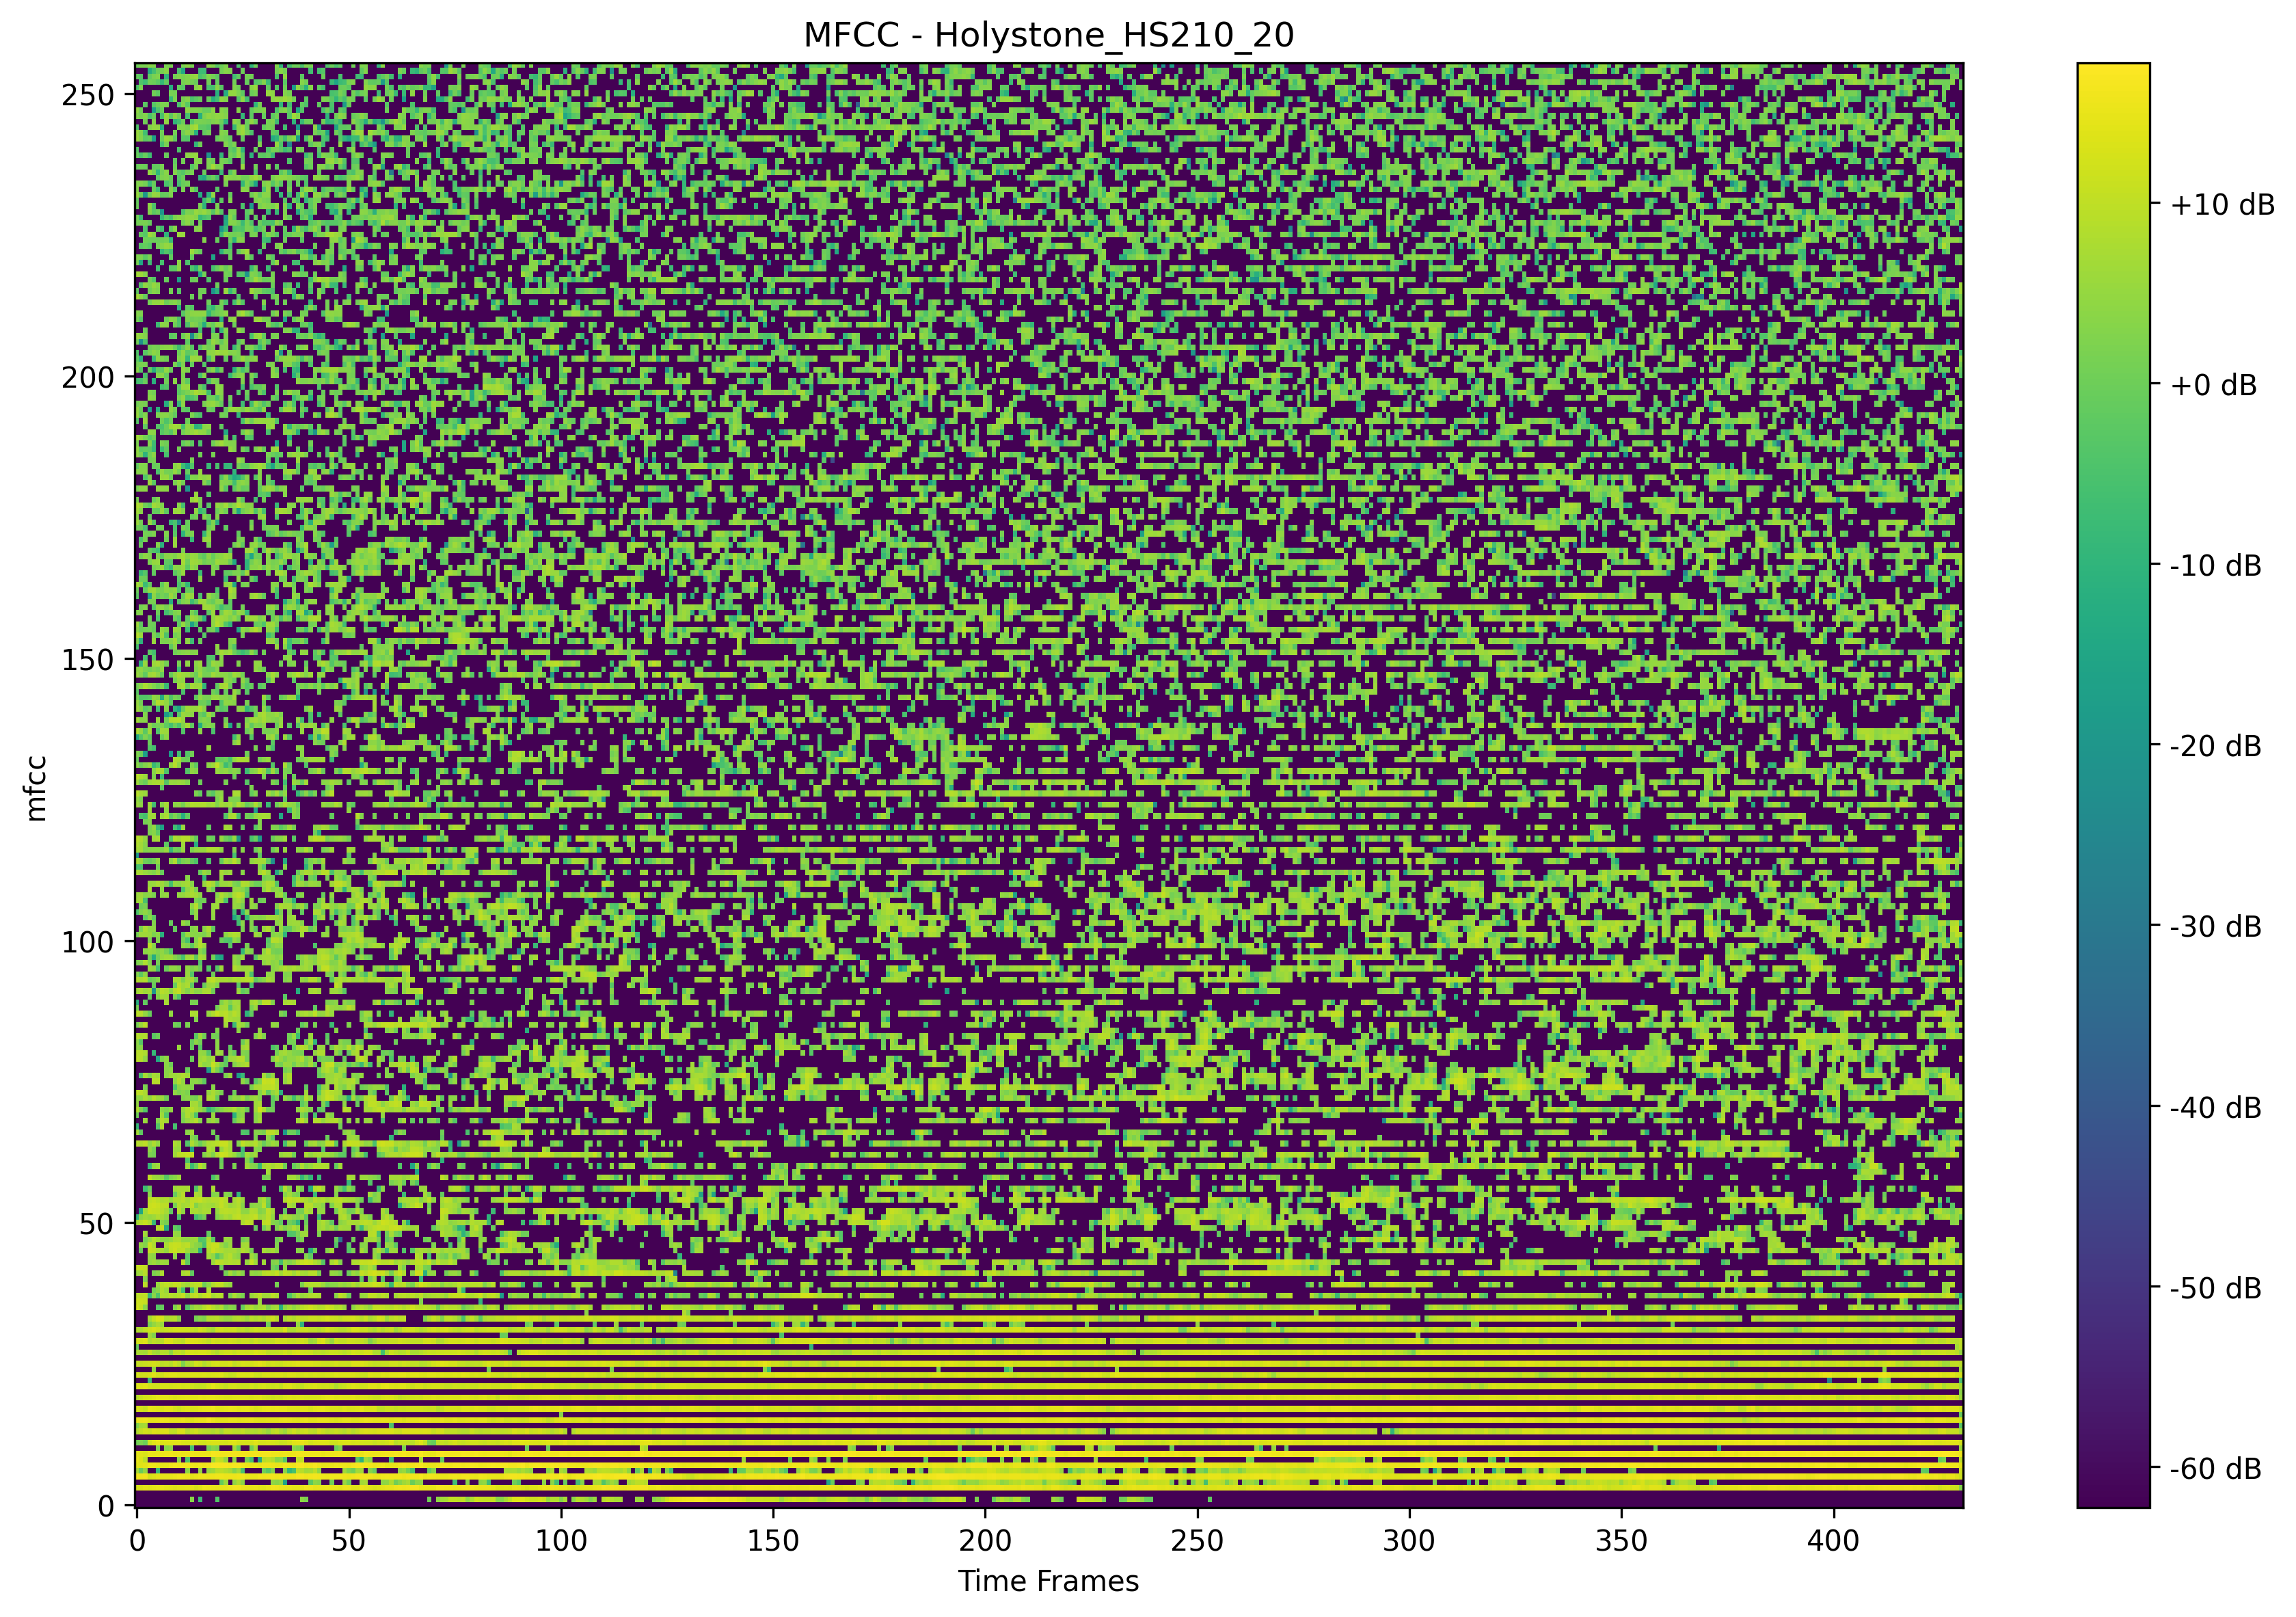 MFCC - Holystone_HS210_20
250
200
150
100
50
0
mfcc
0 50 100 150 200 250 300 350 400
Time Frames
+10 dB
+0 dB
-10 dB
-20 dB
-30 dB
-40 dB
-50 dB
-60 dB